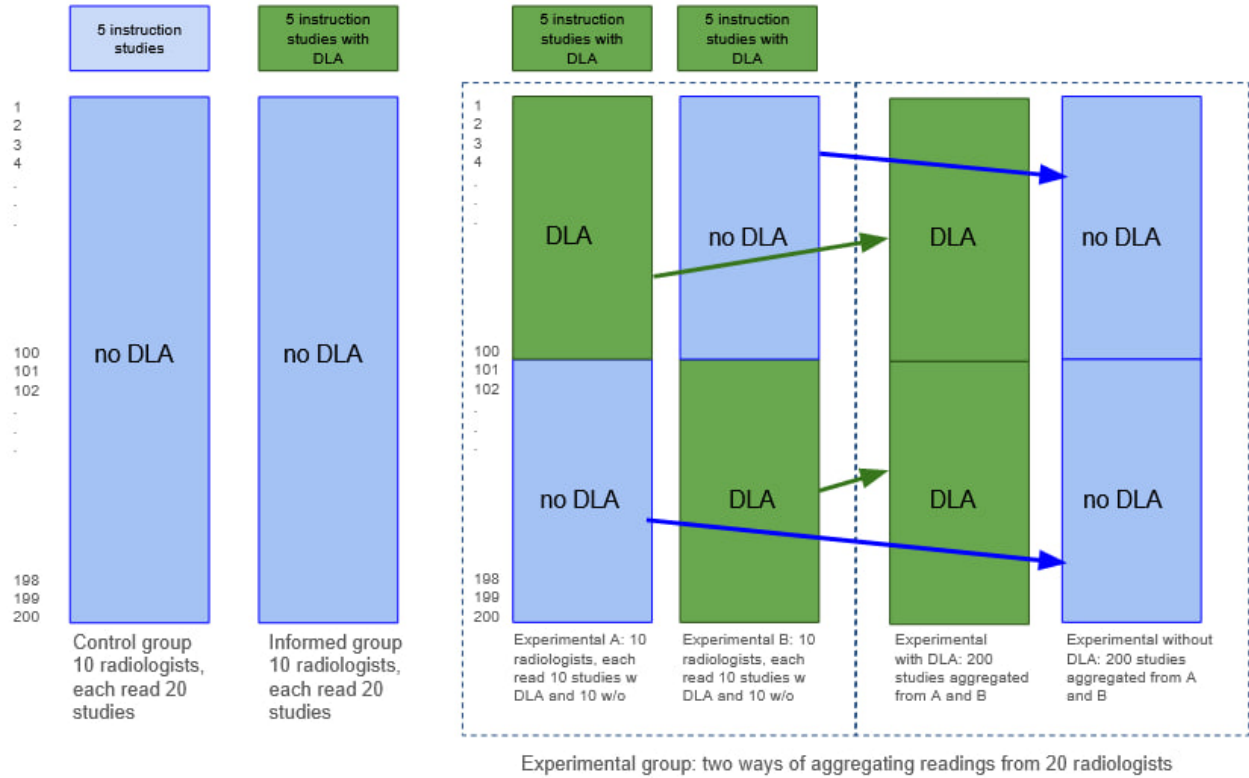 5 instruction
studies
5 instruction
studies with
DLA
5 instruction
studies with
DLA
5 instruction
studies with
DLA
1
2
3
4
.
.
.
100
101
102
.
.
.
198
199
200
no DLA
no DLA
1
2
3
4
.
.
.
100
101
102
.
.
.
198
199
200
DLA
no DLA
no DLA
DLA
DLA
DLA
no DLA
no DLA
Control group
10 radiologists,
each read 20
studies
Informed group
10 radiologists,
each read 20
studies
Experimental A: 10
radiologists, each
read 10 studies w
DLA and 10 w/o
Experimental B: 10
radiologists, each
read 10 studies w
DLA and 10 w/o
Experimental
with DLA: 200
studies aggregated
from A and B
Experimental without
DLA: 200 studies
aggregated from A
and B
Experimental group: two ways of aggregating readings from 20 radiologists